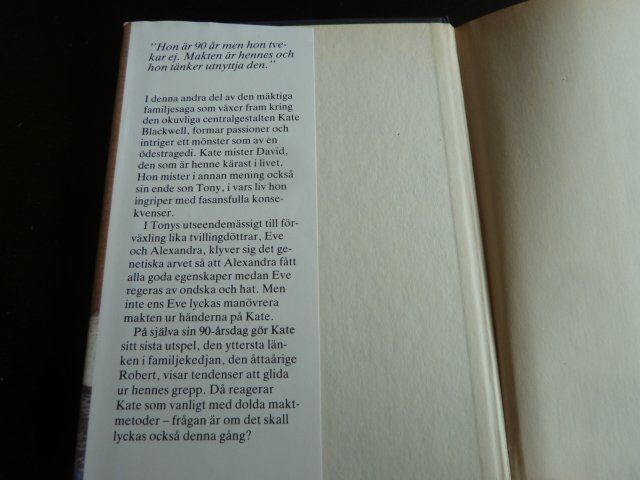 "Hon är 90 år men hon tve-
kar ej. Makten är hennes och
hon tänker utnyttja den."
I denna andra del av den mäktiga
familjesaga som växer fram kring
den okuvliga centralgestalten Kate
Blackwell, formar passioner och
intriger ett mönster som av en
ödestragedi. Kate mister David,
den som är henne kärast i livet.
Hon mister i annan mening också
sin ende son Tony, i vars liv hon
ingriper med fasansfulla konse-
kvenser.
I Tonys utseendemässigt till för-
växling lika tvillingdöttrar, Eve
och Alexandra, klyver sig det ge-
netiska arvet så att Alexandra fått
alla goda egenskaper medan Eve
regeras av ondska och hat. Men
inte ens Eve lyckas manövrera
makten ur händerna på Kate.
På själva sin 90-årsdag gör Kate
sitt sista utspel, den yttersta län-
ken i familjekedjan, den åttaårige
Robert, visar tendenser att glida
ur hennes grepp. Då reagerar
Kate som vanligt med dolda makt-
metoder – frågan är om det skall
lyckas också denna gång?